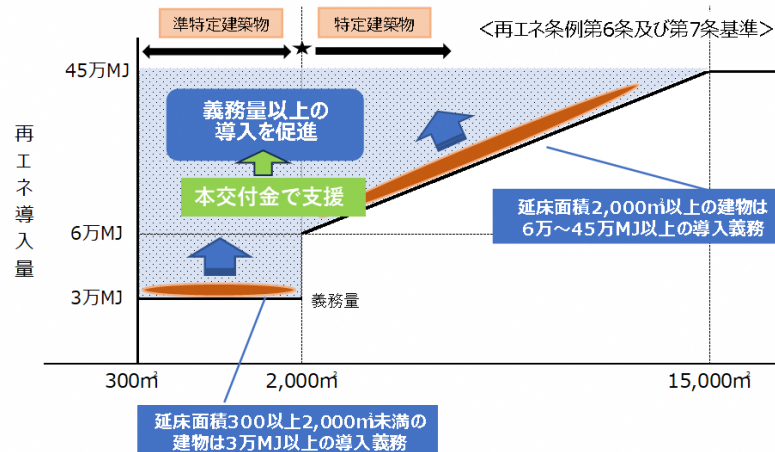 準特定建築物
特定建築物
★
<再エネ条例第6条及び第7条基準>
45万MJ
義務量以上の
導入を促進
再エネ導入量
本交付金で支援
延床面積2,000㎡以上の建物は
6万～45万MJ以上の導入義務
6万MJ
3万MJ
義務量
300㎡
2,000㎡
15,000㎡
延床面積300以上2,000㎡未満の
建物は3万MJ以上の導入義務